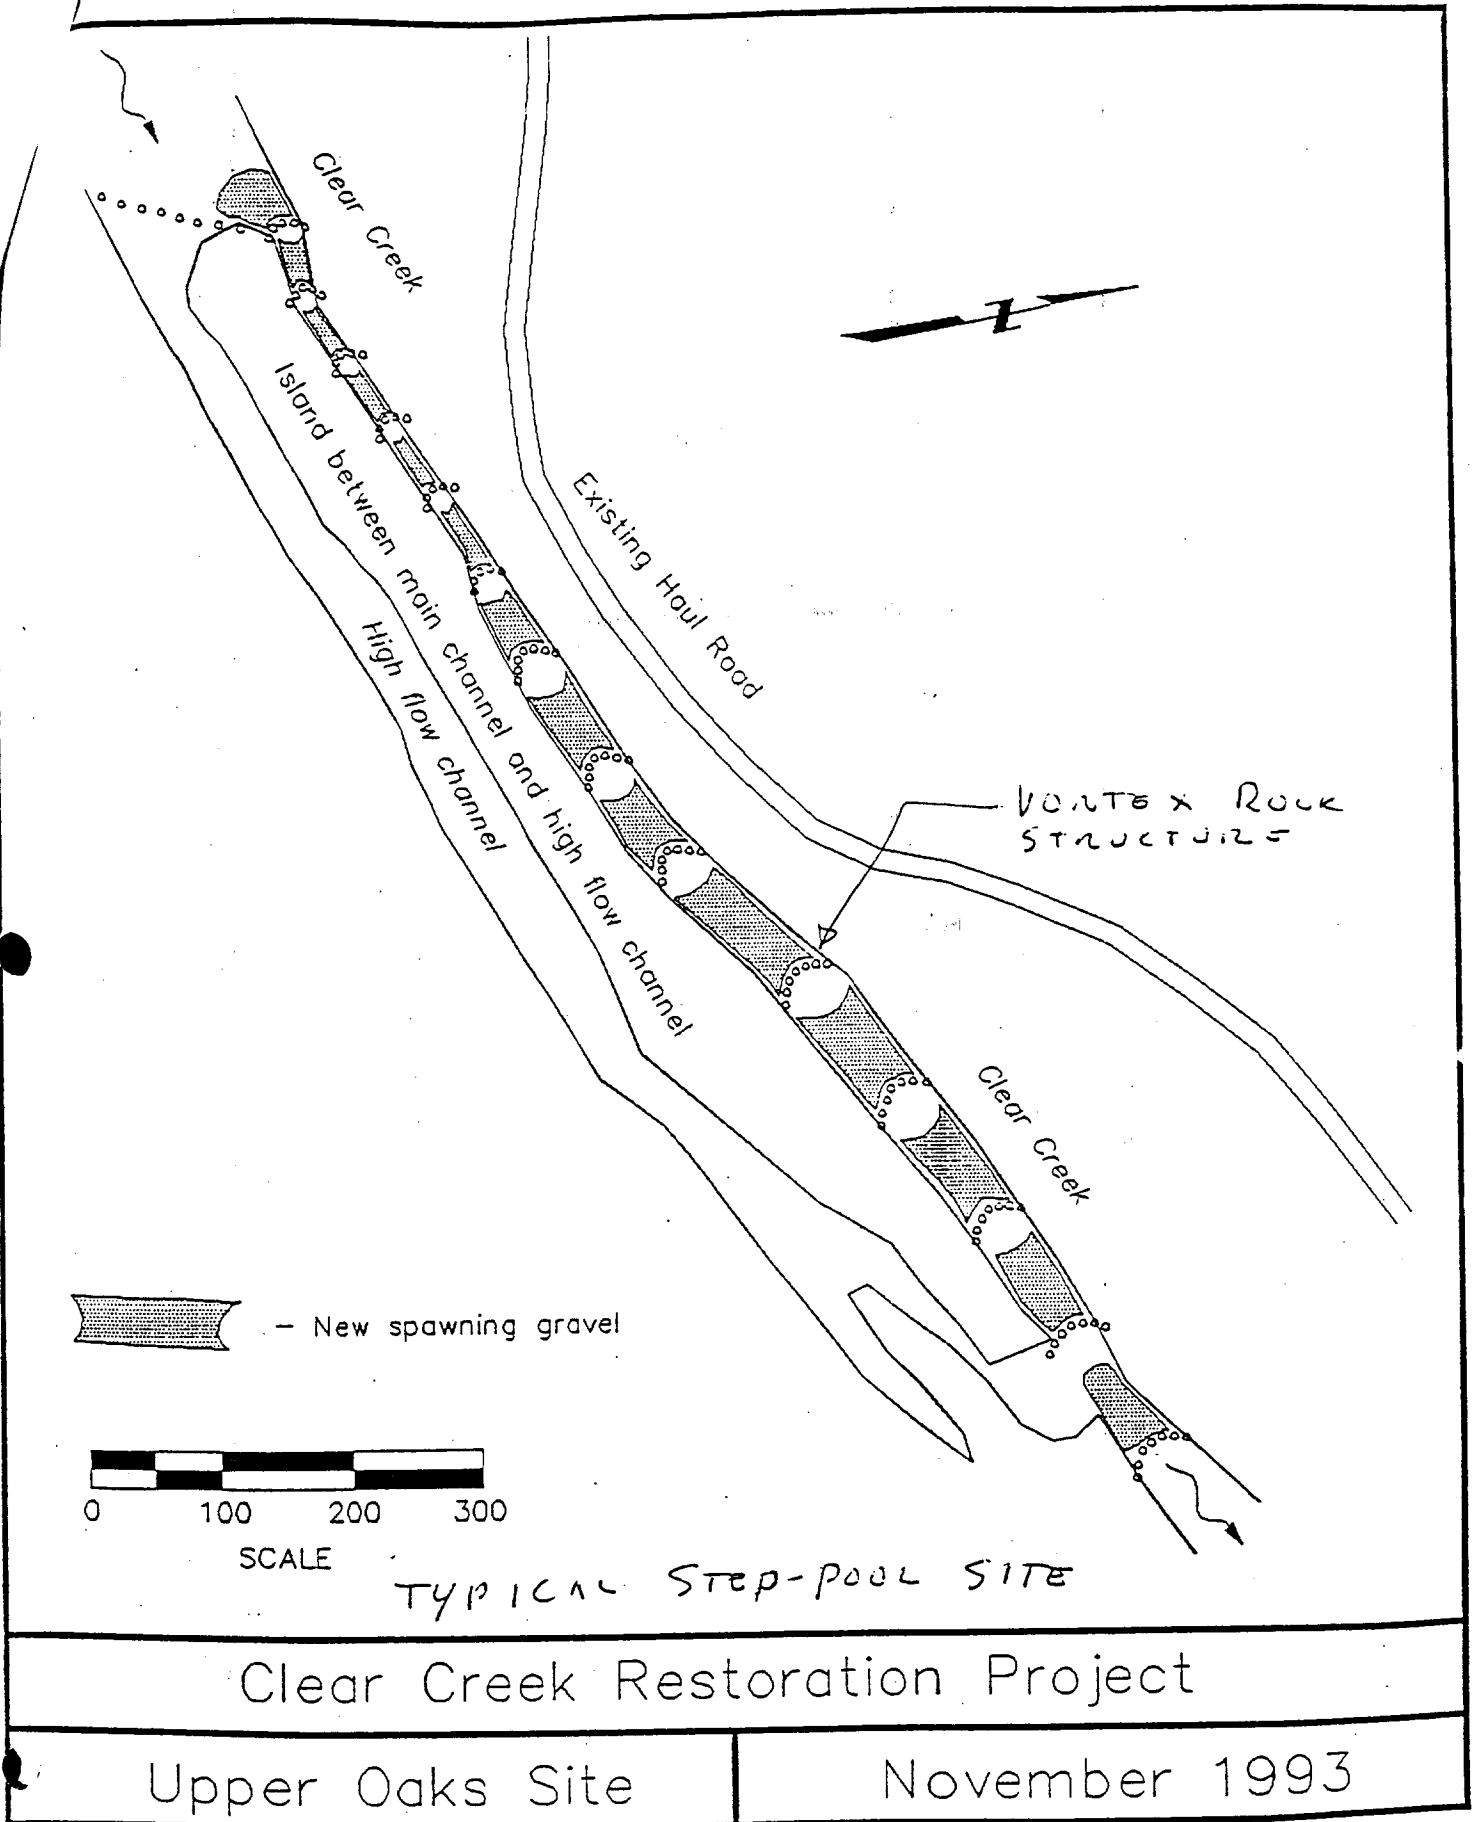 Clear Creek
N
Island between main channel and high flow channel
Existing Haul Road
High flow channel
VORTEX ROCK
STRUCTURE
Clear Creek
– New spawning gravel
0 100 200 300
SCALE
TYPICAL STEP-POOL SITE
Clear Creek Restoration Project
Upper Oaks Site
November 1993